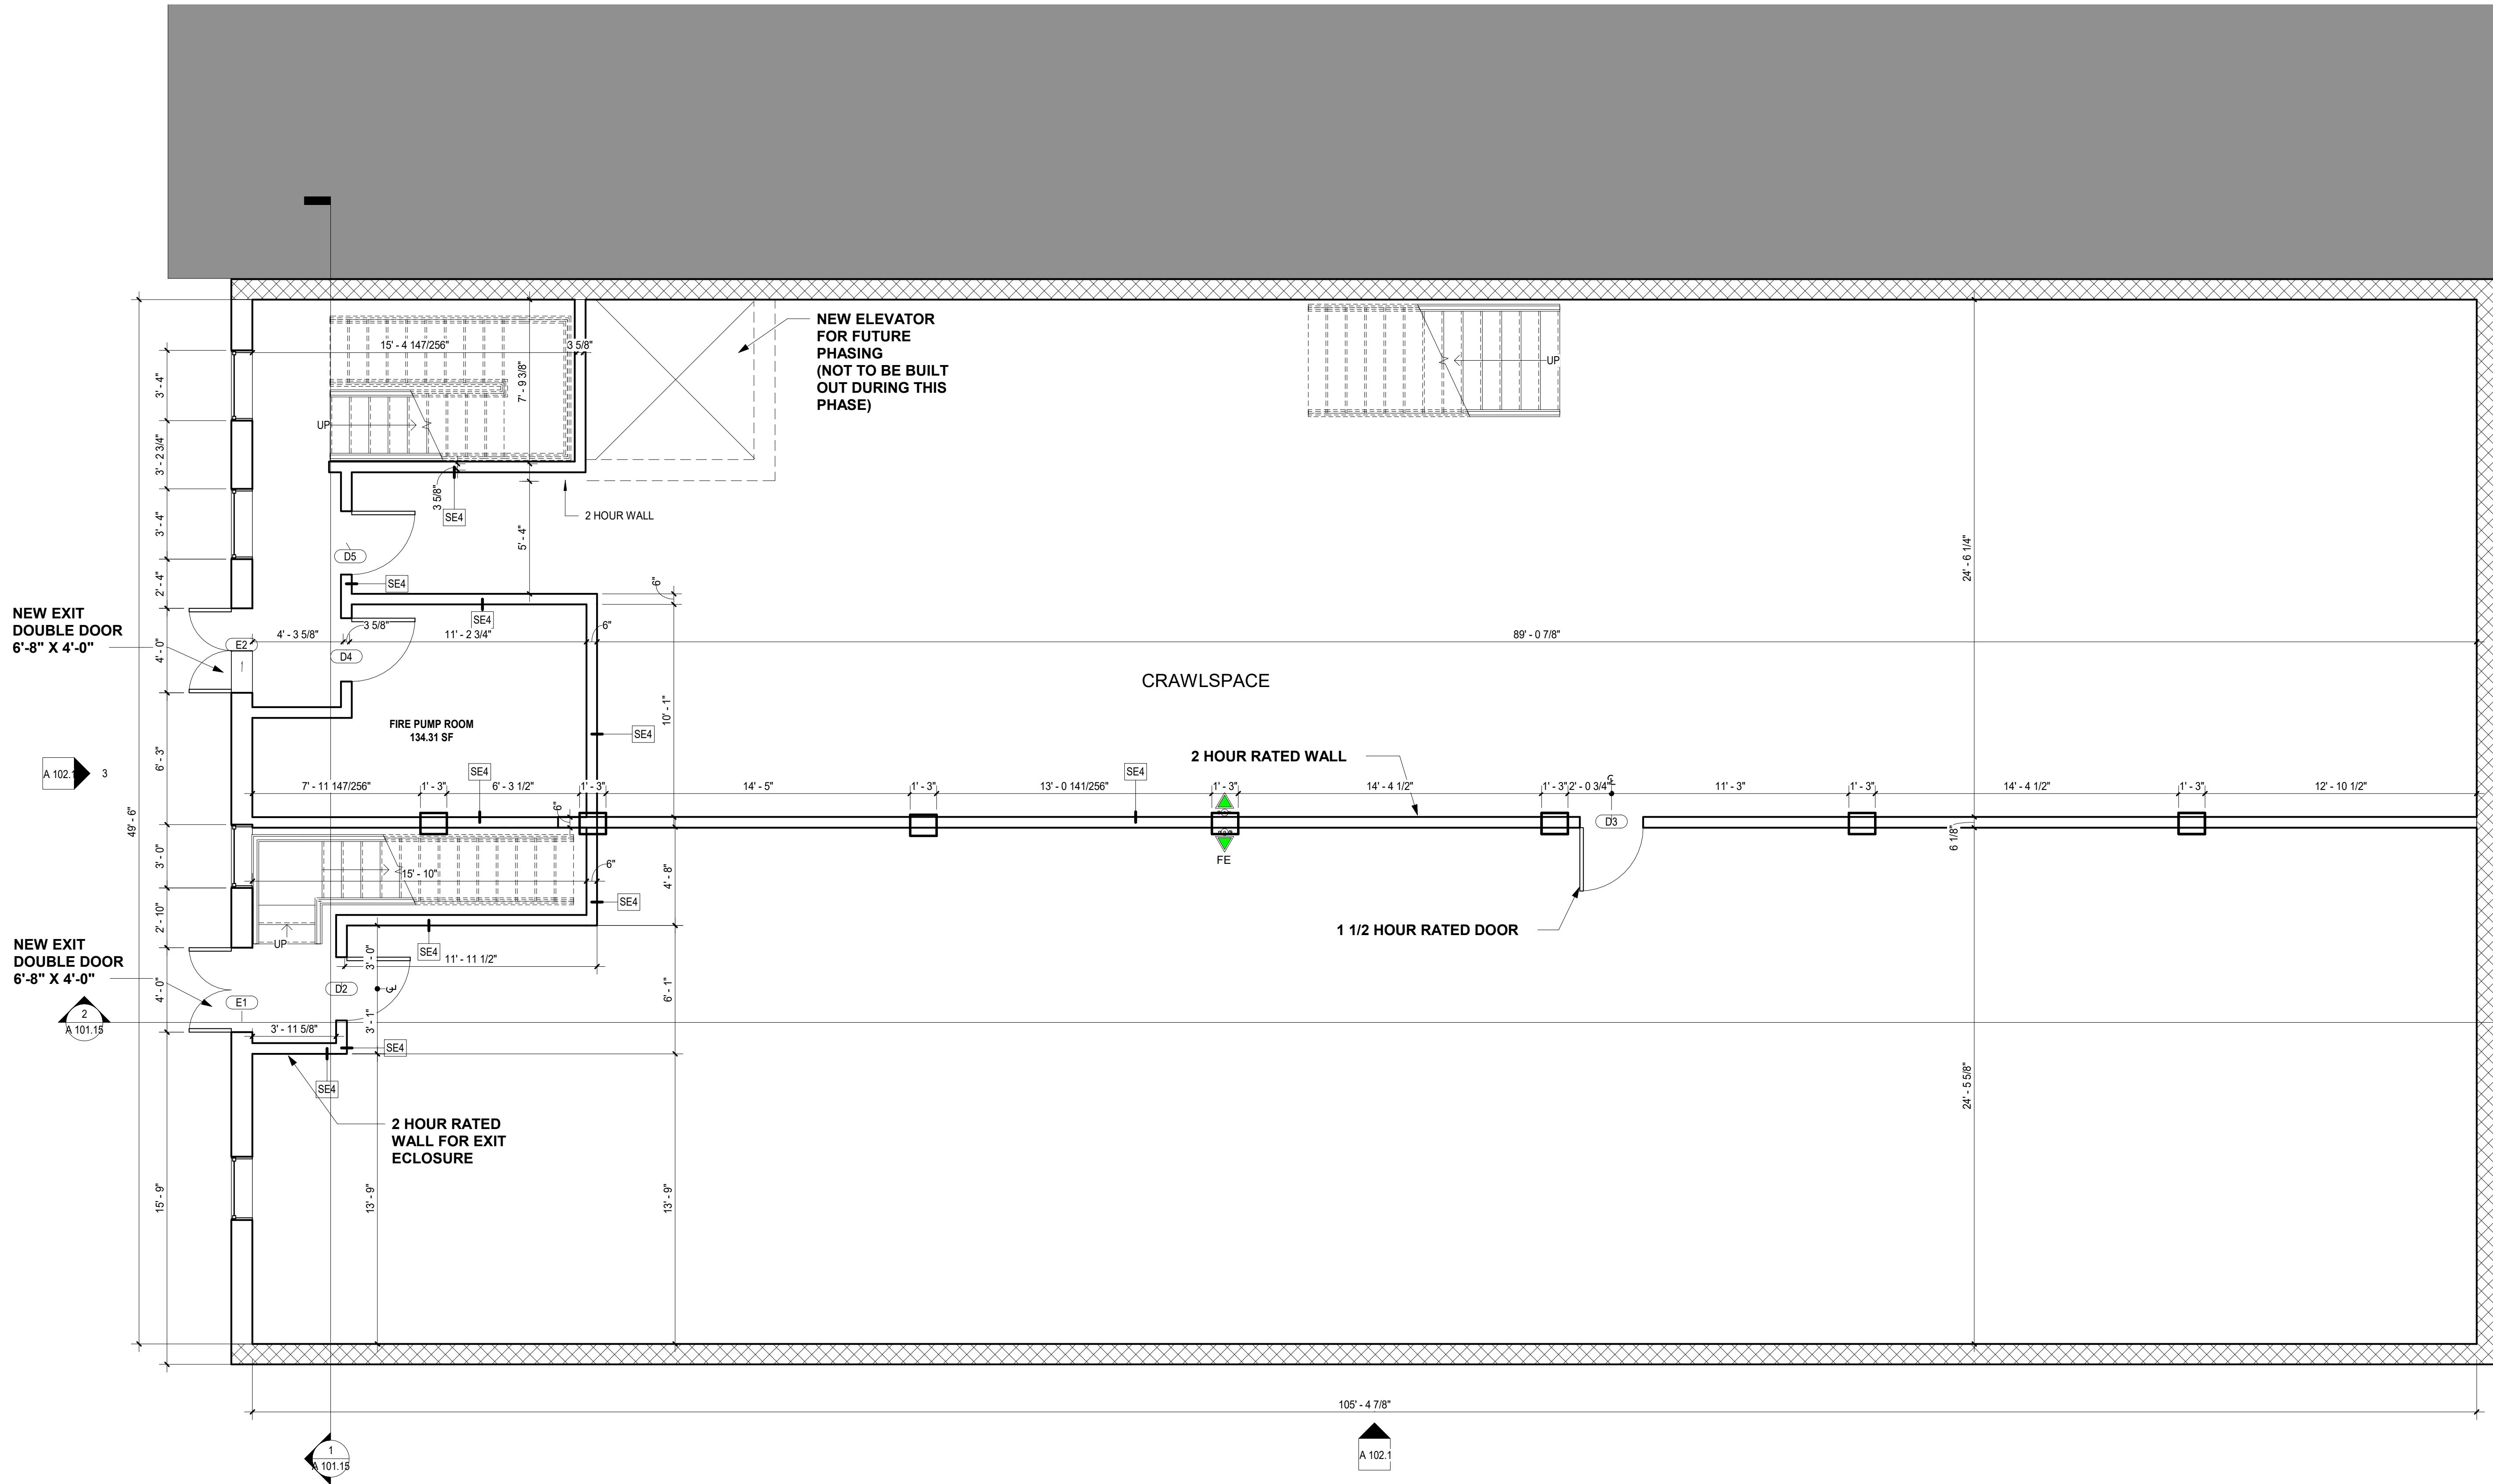 NEW ELEVATOR
FOR FUTURE
PHASING
(NOT TO BE BUILT
OUT DURING THIS
PHASE)
15' - 4 147/256"
3 5/8"
7' - 9 3/8"
UP
UP
3' - 4"
3' - 2 3/4"
3' - 4"
2' - 4"
4' - 0"
6' - 3"
3' - 0"
2' - 10"
4' - 0"
15' - 9"
49' - 6"
3 5/8"
SE4
2 HOUR WALL
5' - 4"
D5
SE4
SE4
6"
24' - 6 1/4"
NEW EXIT
DOUBLE DOOR
6'-8" X 4'-0"
E2
4' - 3 5/8"
3 5/8"
11' - 2 3/4"
6"
89' - 0 7/8"
D4
CRAWLSPACE
10' - 1"
FIRE PUMP ROOM
134.31 SF
SE4
2 HOUR RATED WALL
A 102.1
3
SE4
SE4
7' - 11 147/256"
1' - 3"
6' - 3 1/2"
1' - 3"
14' - 5"
1' - 3"
13' - 0 141/256"
1' - 3"
14' - 4 1/2"
1' - 3"
2' - 0 3/4"
11' - 3"
1' - 3"
14' - 4 1/2"
1' - 3"
12' - 10 1/2"
6"
D3
6 1/8"
FE
15' - 10"
6"
4' - 8"
SE4
1 1/2 HOUR RATED DOOR
UP
NEW EXIT
DOUBLE DOOR
6'-8" X 4'-0"
SE4
3' - 0"
11' - 11 1/2"
E1
D2
6' - 1"
3' - 1"
2
A 101.15
3' - 11 5/8"
SE4
SE4
24' - 5 5/8"
2 HOUR RATED
WALL FOR EXIT
ECLOSURE
13' - 9"
13' - 9"
105' - 4 7/8"
1
A 101.15
A 102.1